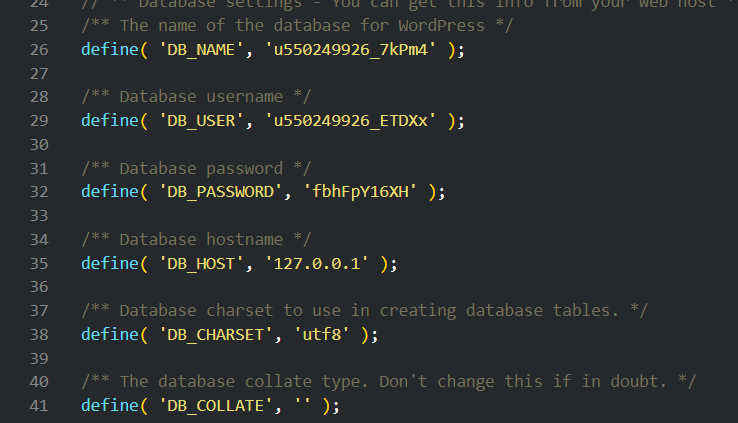 24 // ** Database settings - You can get this info from your web host *
25 /** The name of the database for WordPress */
26 define( 'DB_NAME', 'u550249926_7kPm4' );
27
28 /** Database username */
29 define( 'DB_USER', 'u550249926_ETDXx' );
30
31 /** Database password */
32 define( 'DB_PASSWORD', 'fbhFpY16XH' );
33
34 /** Database hostname */
35 define( 'DB_HOST', '127.0.0.1' );
36
37 /** Database charset to use in creating database tables. */
38 define( 'DB_CHARSET', 'utf8' );
39
40 /** The database collate type. Don't change this if in doubt. */
41 define( 'DB_COLLATE', '' );